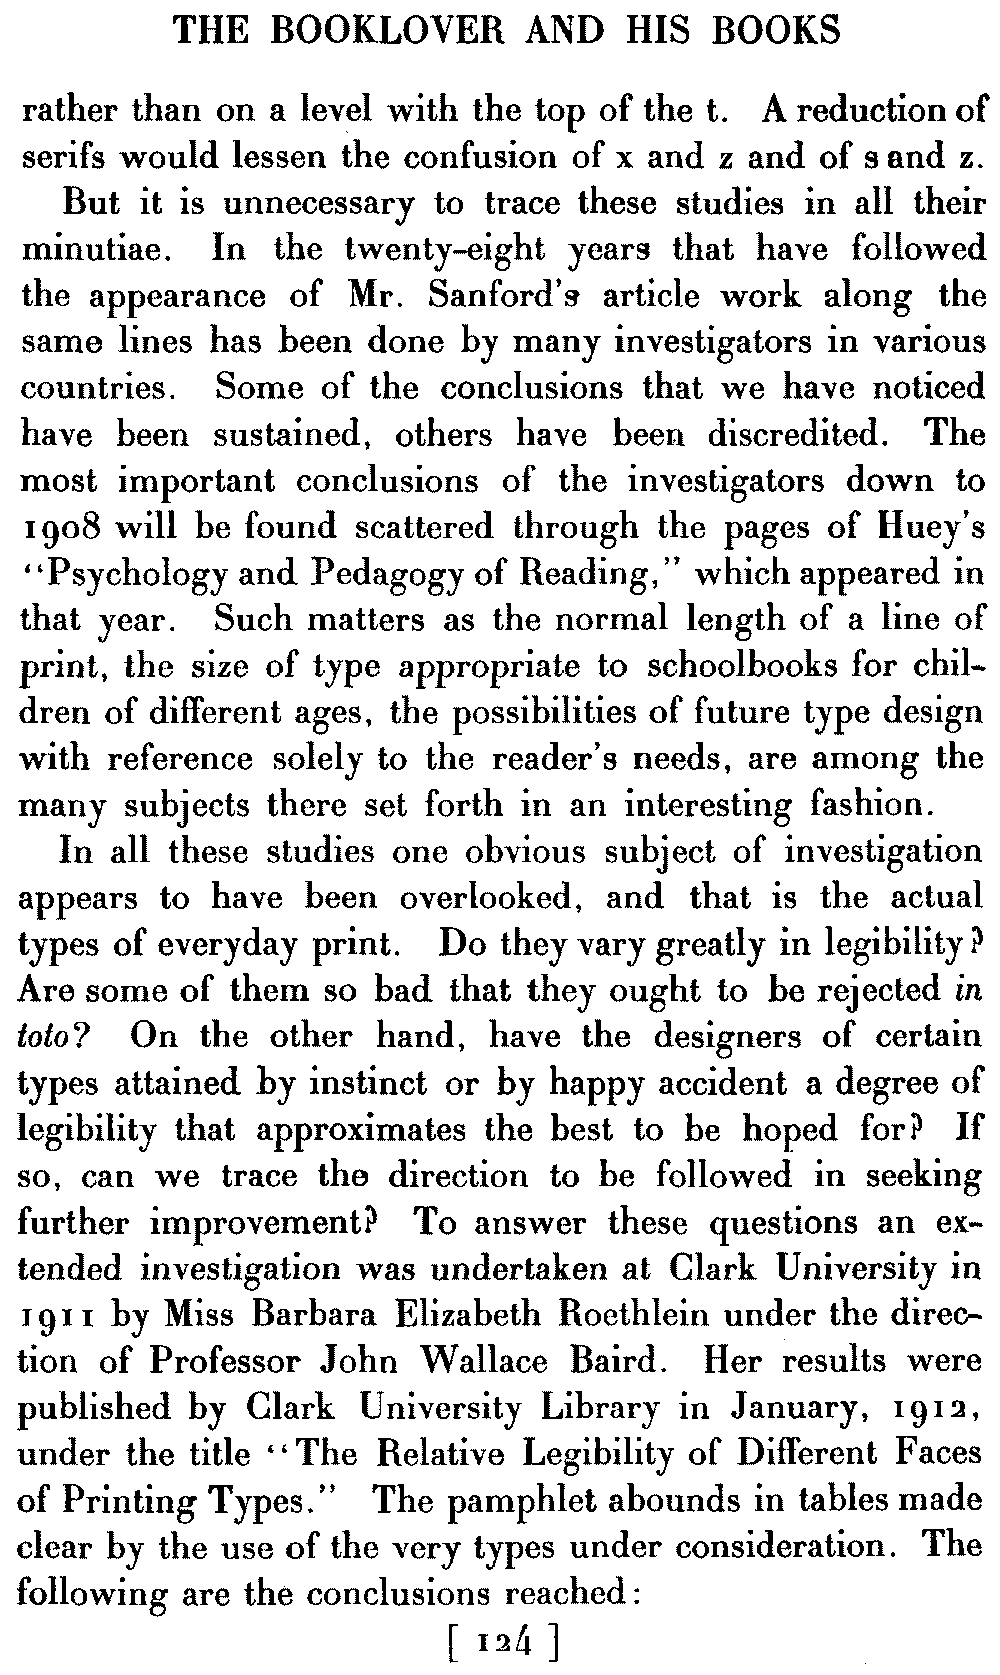 THE BOOKLOVER AND HIS BOOKS
rather than on a level with the top of the t. A reduction of
serifs would lessen the confusion of x and z and of s and z.
But it is unnecessary to trace these studies in all their
minutiae. In the twenty-eight years that have followed
the appearance of Mr. Sanford's article work along the
same lines has been done by many investigators in various
countries. Some of the conclusions that we have noticed
have been sustained, others have been discredited. The
most important conclusions of the investigators down to
1908 will be found scattered through the pages of Huey's
"Psychology and Pedagogy of Reading," which appeared in
that year. Such matters as the normal length of a line of
print, the size of type appropriate to schoolbooks for chil-
dren of different ages, the possibilities of future type design
with reference solely to the reader's needs, are among the
many subjects there set forth in an interesting fashion.
In all these studies one obvious subject of investigation
appears to have been overlooked, and that is the actual
types of everyday print. Do they vary greatly in legibility?
Are some of them so bad that they ought to be rejected in
toto? On the other hand, have the designers of certain
types attained by instinct or by happy accident a degree of
legibility that approximates the best to be hoped for? If
so, can we trace the direction to be followed in seeking
further improvement? To answer these questions an ex-
tended investigation was undertaken at Clark University in
1911 by Miss Barbara Elizabeth Roethlein under the direc-
tion of Professor John Wallace Baird. Her results were
published by Clark University Library in January, 1912,
under the title "The Relative Legibility of Different Faces
of Printing Types." The pamphlet abounds in tables made
clear by the use of the very types under consideration. The
following are the conclusions reached:
[ 124 ]